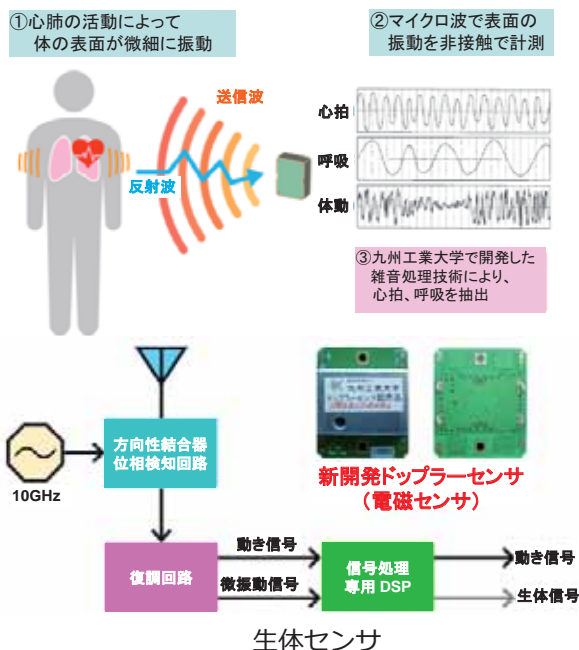 ①心肺の活動によって
体の表面が微細に振動
②マイクロ波で表面の
振動を非接触で計測
送信波
反射波
心拍
呼吸
体動
③九州工業大学で開発した
雑音処理技術により、
心拍、呼吸を抽出
方向性結合器
位相検知回路
10GHz
九州工業大学
新開発ドップラーセンサ
（電磁センサ）
復調回路
動き信号
微振動信号
信号処理
専用 DSP
動き信号
生体信号
生体センサ